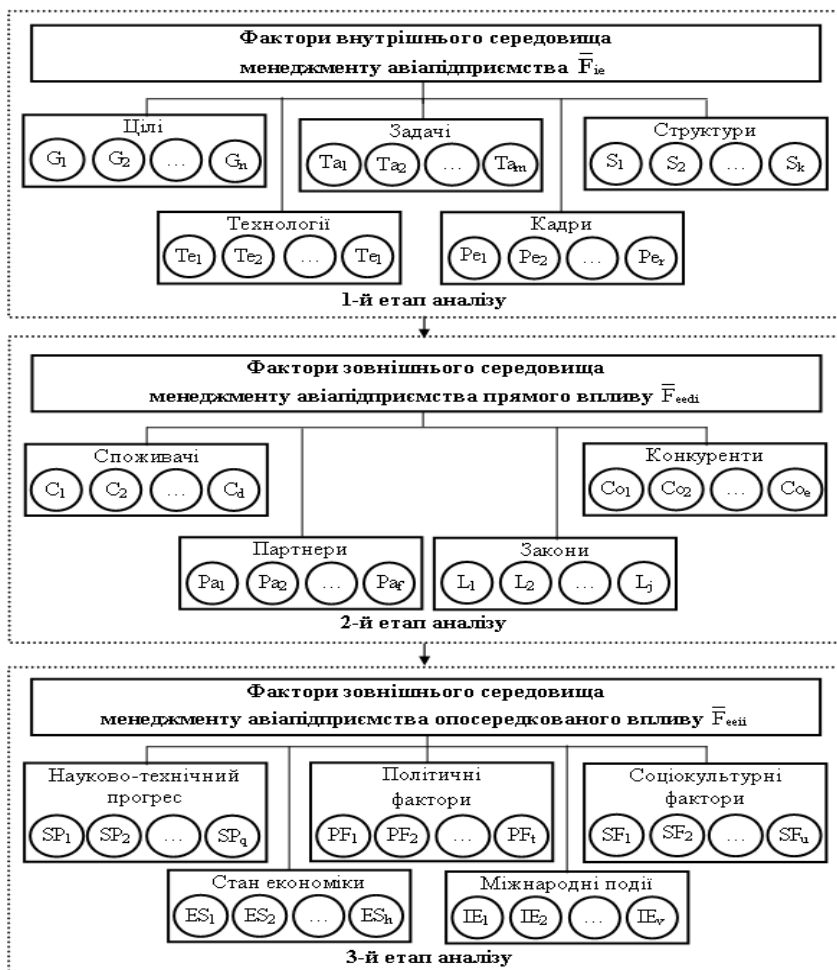 Фактори внутрішнього середовища
менеджменту авіапідприємства F̅ie
Цілі
G1 G2 … Gn
Задачі
Ta1 Ta2 … Tam
Структури
S1 S2 … Sk
Технології
Te1 Te2 … Tel
Кадри
Pe1 Pe2 … Per
1-й етап аналізу
Фактори зовнішнього середовища
менеджменту авіапідприємства прямого впливу F̅eedi
Споживачі
C1 C2 … Cd
Конкуренти
Co1 Co2 … Coe
Партнери
Pa1 Pa2 … Paf
Закони
L1 L2 … Lj
2-й етап аналізу
Фактори зовнішнього середовища
менеджменту авіапідприємства опосередкованого впливу F̅eeii
Науково-технічний
прогрес
SP1 SP2 … SPq
Політичні
фактори
PF1 PF2 … PFt
Соціокультурні
фактори
SF1 SF2 … SFu
Стан економіки
ES1 ES2 … ESh
Міжнародні події
IE1 IE2 … IEv
3-й етап аналізу